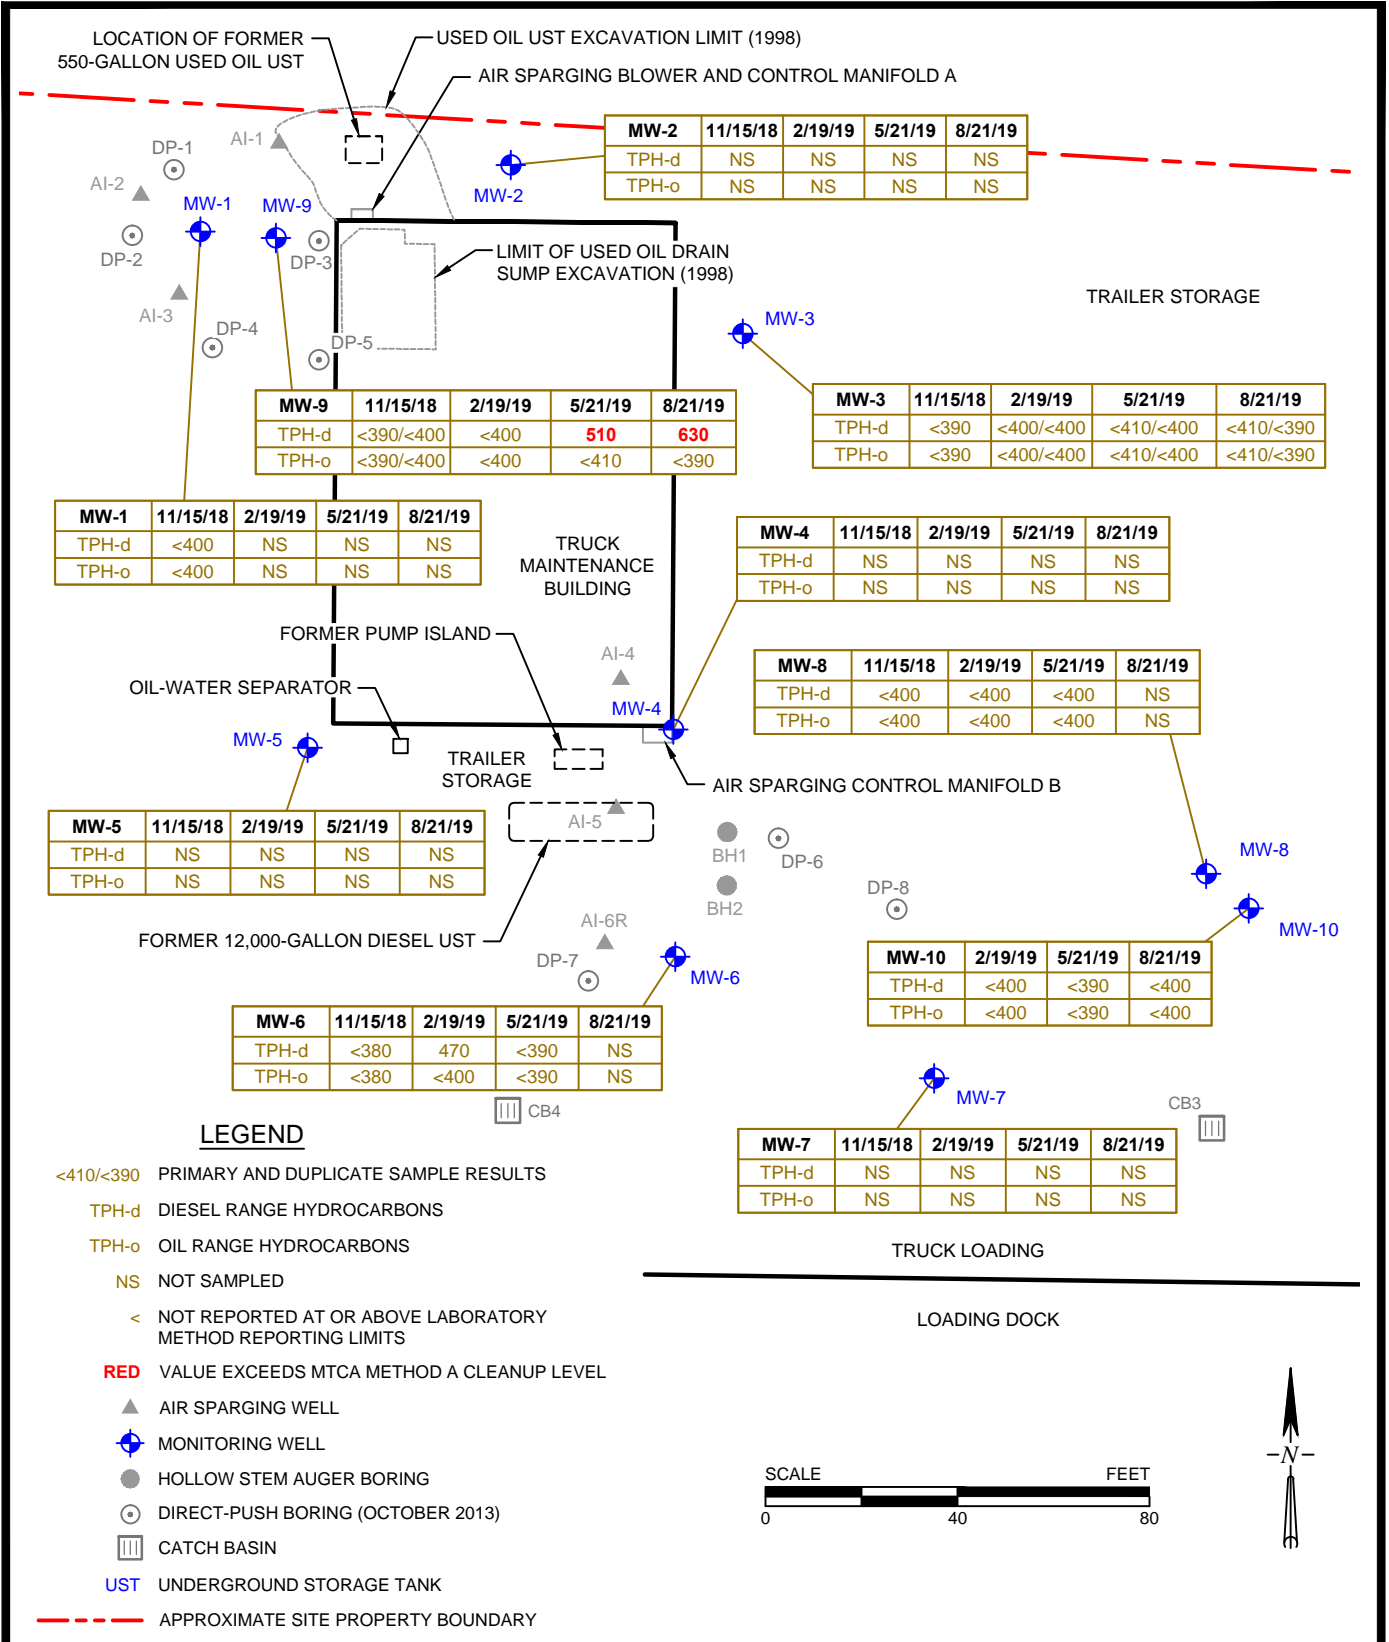 LOCATION OF FORMER
550-GALLON USED OIL UST
USED OIL UST EXCAVATION LIMIT (1998)
AIR SPARGING BLOWER AND CONTROL MANIFOLD A
MW-2 11/15/18 2/19/19 5/21/19 8/21/19
TPH-d NS NS NS NS
TPH-o NS NS NS NS
AI-1
DP-1
AI-2
MW-1
MW-9
MW-2
DP-2
DP-3
LIMIT OF USED OIL DRAIN
SUMP EXCAVATION (1998)
TRAILER STORAGE
AI-3
DP-4
DP-5
MW-3
MW-9 11/15/18 2/19/19 5/21/19 8/21/19
TPH-d <390/<400 <400 510 630
TPH-o <390/<400 <400 <410 <390
MW-3 11/15/18 2/19/19 5/21/19 8/21/19
TPH-d <390 <400/<400 <410/<400 <410/<390
TPH-o <390 <400/<400 <410/<400 <410/<390
MW-1 11/15/18 2/19/19 5/21/19 8/21/19
TPH-d <400 NS NS NS
TPH-o <400 NS NS NS
TRUCK
MAINTENANCE
BUILDING
MW-4 11/15/18 2/19/19 5/21/19 8/21/19
TPH-d NS NS NS NS
TPH-o NS NS NS NS
FORMER PUMP ISLAND
AI-4
OIL-WATER SEPARATOR
MW-4
MW-8 11/15/18 2/19/19 5/21/19 8/21/19
TPH-d <400 <400 <400 NS
TPH-o <400 <400 <400 NS
MW-5
TRAILER
STORAGE
AIR SPARGING CONTROL MANIFOLD B
MW-5 11/15/18 2/19/19 5/21/19 8/21/19
TPH-d NS NS NS NS
TPH-o NS NS NS NS
AI-5
BH1
DP-6
MW-8
BH2
DP-8
AI-6R
MW-10
FORMER 12,000-GALLON DIESEL UST
DP-7
MW-6
MW-10 2/19/19 5/21/19 8/21/19
TPH-d <400 <390 <400
TPH-o <400 <390 <400
MW-6 11/15/18 2/19/19 5/21/19 8/21/19
TPH-d <380 470 <390 NS
TPH-o <380 <400 <390 NS
CB4
MW-7
CB3
MW-7 11/15/18 2/19/19 5/21/19 8/21/19
TPH-d NS NS NS NS
TPH-o NS NS NS NS
TRUCK LOADING
LOADING DOCK
LEGEND
<410/<390 PRIMARY AND DUPLICATE SAMPLE RESULTS
TPH-d DIESEL RANGE HYDROCARBONS
TPH-o OIL RANGE HYDROCARBONS
NS NOT SAMPLED
< NOT REPORTED AT OR ABOVE LABORATORY
METHOD REPORTING LIMITS
RED VALUE EXCEEDS MTCA METHOD A CLEANUP LEVEL
AIR SPARGING WELL
MONITORING WELL
HOLLOW STEM AUGER BORING
DIRECT-PUSH BORING (OCTOBER 2013)
CATCH BASIN
UST UNDERGROUND STORAGE TANK
APPROXIMATE SITE PROPERTY BOUNDARY
SCALE FEET
0 40 80
N